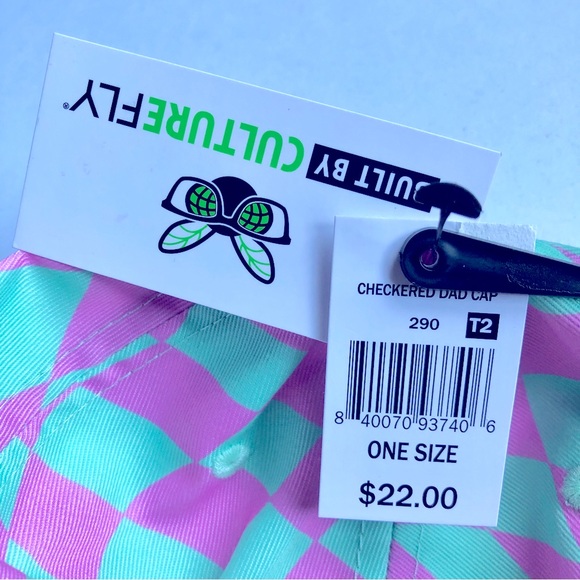 BUILT BY CULTUREFLY®
CHECKERED DAD CAP
290 T2
8 40070 93740 6
ONE SIZE
$22.00